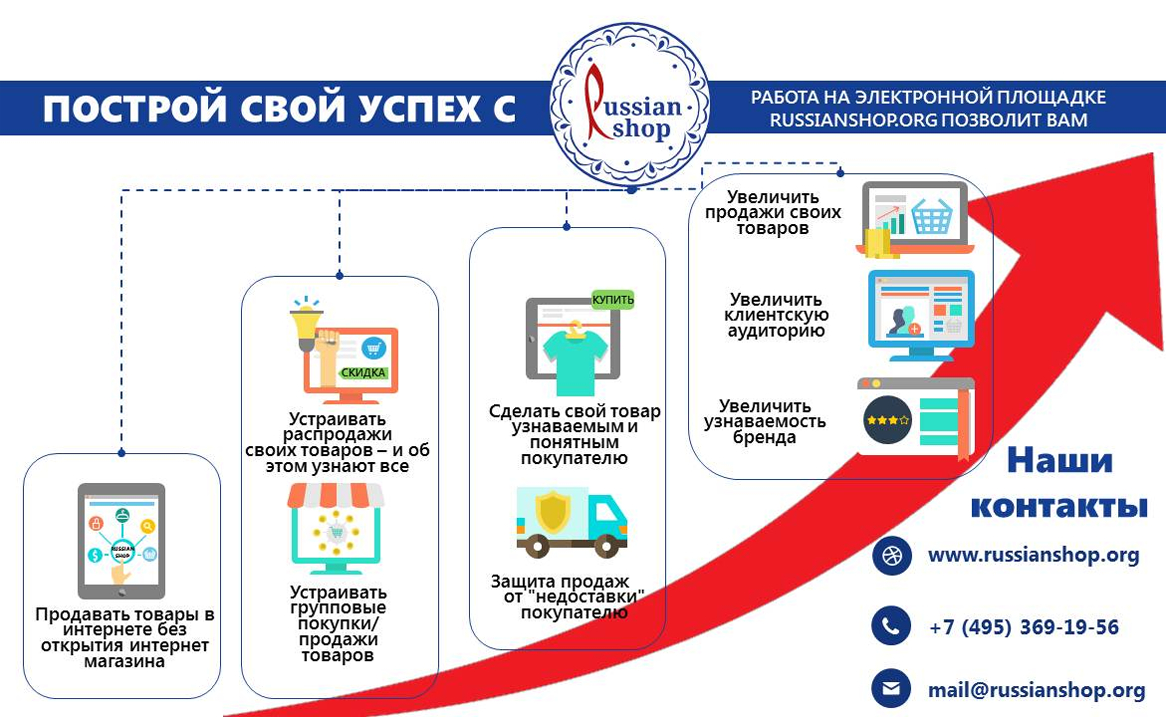 ПОСТРОЙ СВОЙ УСПЕХ С
Russian
shop
РАБОТА НА ЭЛЕКТРОННОЙ ПЛОЩАДКЕ
RUSSIANSHOP.ORG ПОЗВОЛИТ ВАМ
RUSSIAN
SHOP
Продавать товары в
интернете без
открытия интернет
магазина
СКИДКА
Устраивать
распродажи
своих товаров – и об
этом узнают все
Устраивать
групповые
покупки/
продажи
товаров
КУПИТЬ
Сделать свой товар
узнаваемым и
понятным
покупателю
Защита продаж
от "недоставки"
покупателю
Увеличить
продажи своих
товаров
Увеличить
клиентскую
аудиторию
Увеличить
узнаваемость
бренда
Наши
контакты
www.russianshop.org
+7 (495) 369-19-56
mail@russianshop.org